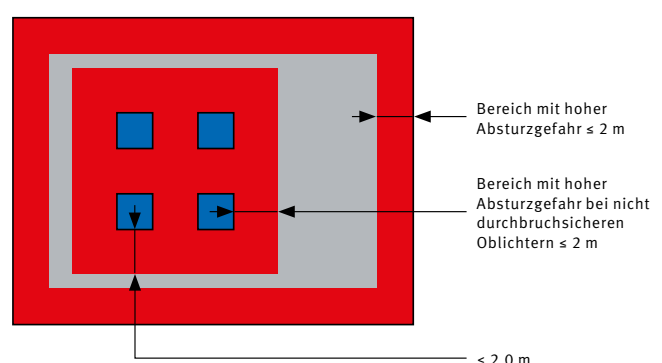 Bereich mit hoher
Absturzgefahr ≤ 2 m
Bereich mit hoher
Absturzgefahr bei nicht
durchbruchsicheren
Oblichtern ≤ 2 m
≤ 2,0 m